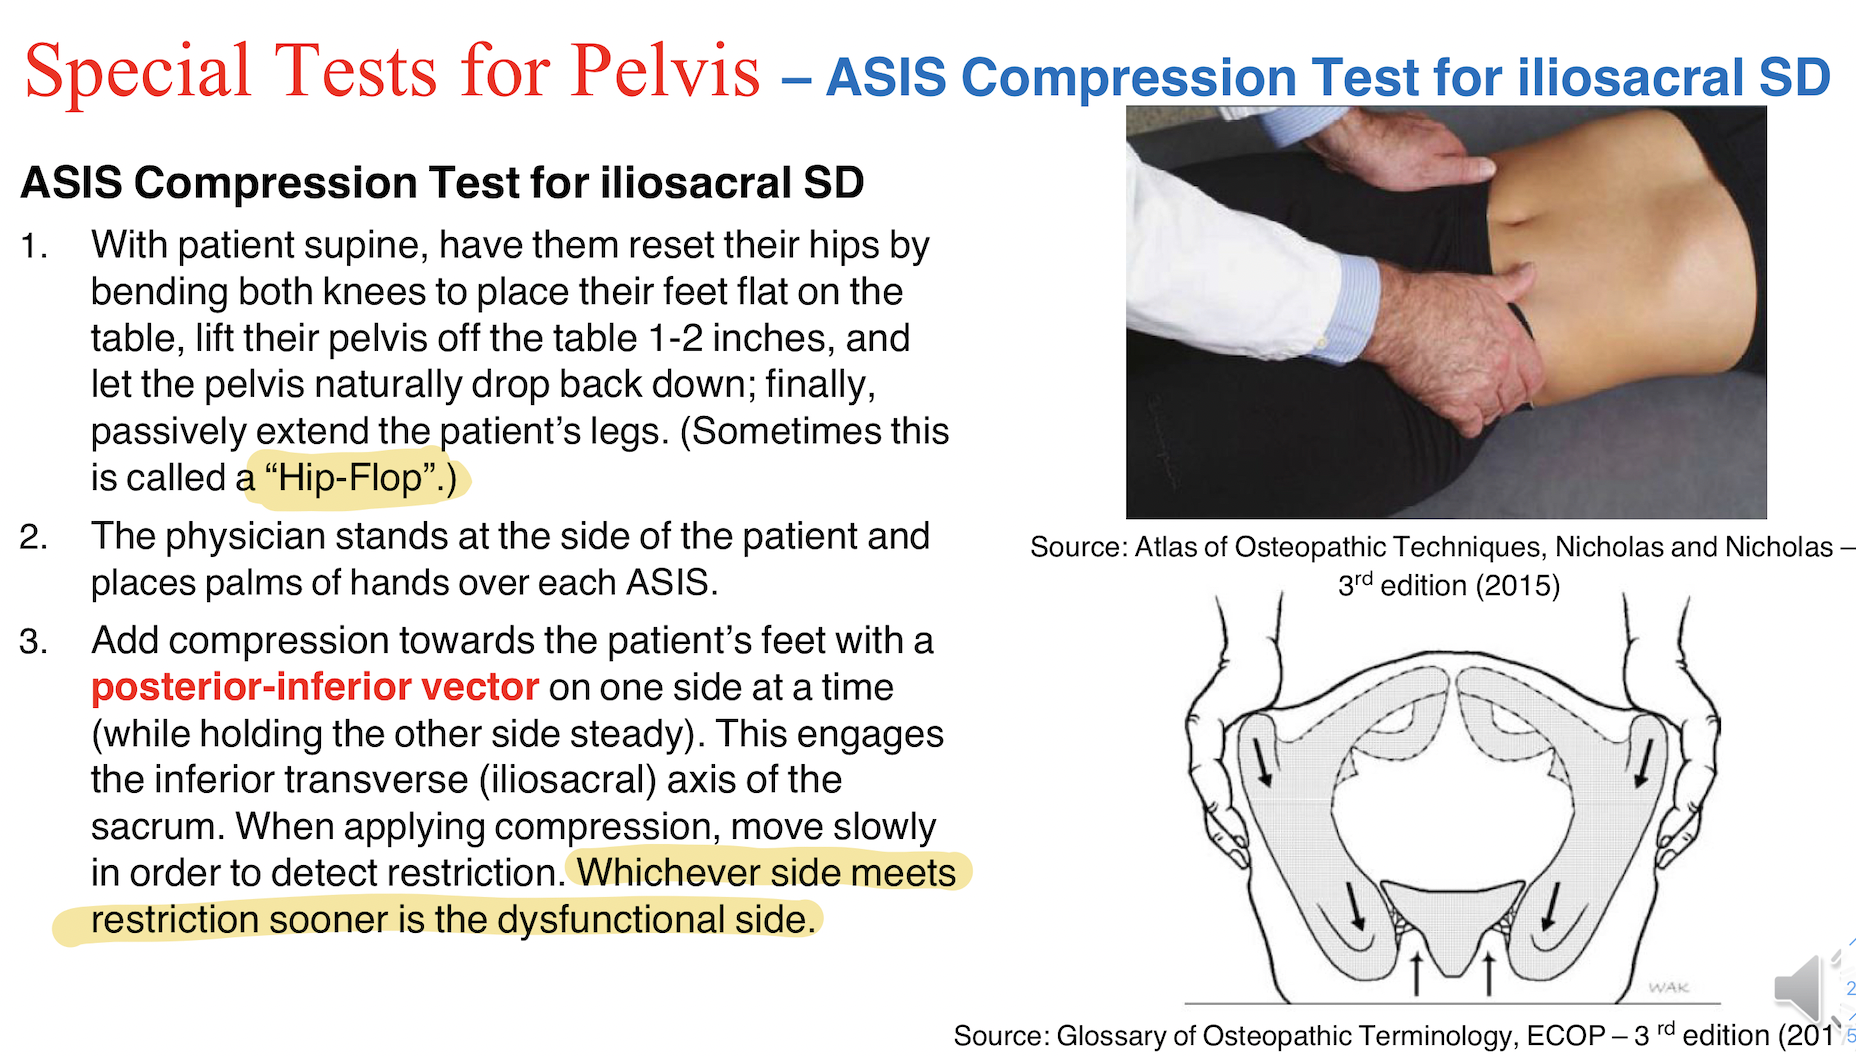 Special Tests for Pelvis – ASIS Compression Test for iliosacral SD
ASIS Compression Test for iliosacral SD
1. With patient supine, have them reset their hips by
bending both knees to place their feet flat on the
table, lift their pelvis off the table 1-2 inches, and
let the pelvis naturally drop back down; finally,
passively extend the patient’s legs. (Sometimes this
is called a “Hip-Flop”.)
2. The physician stands at the side of the patient and
places palms of hands over each ASIS.
3. Add compression towards the patient’s feet with a
posterior-inferior vector on one side at a time
(while holding the other side steady). This engages
the inferior transverse (iliosacral) axis of the
sacrum. When applying compression, move slowly
in order to detect restriction. Whichever side meets
restriction sooner is the dysfunctional side.
Source: Atlas of Osteopathic Techniques, Nicholas and Nicholas –
3rd edition (2015)
WAK
Source: Glossary of Osteopathic Terminology, ECOP – 3 rd edition (201
2
5